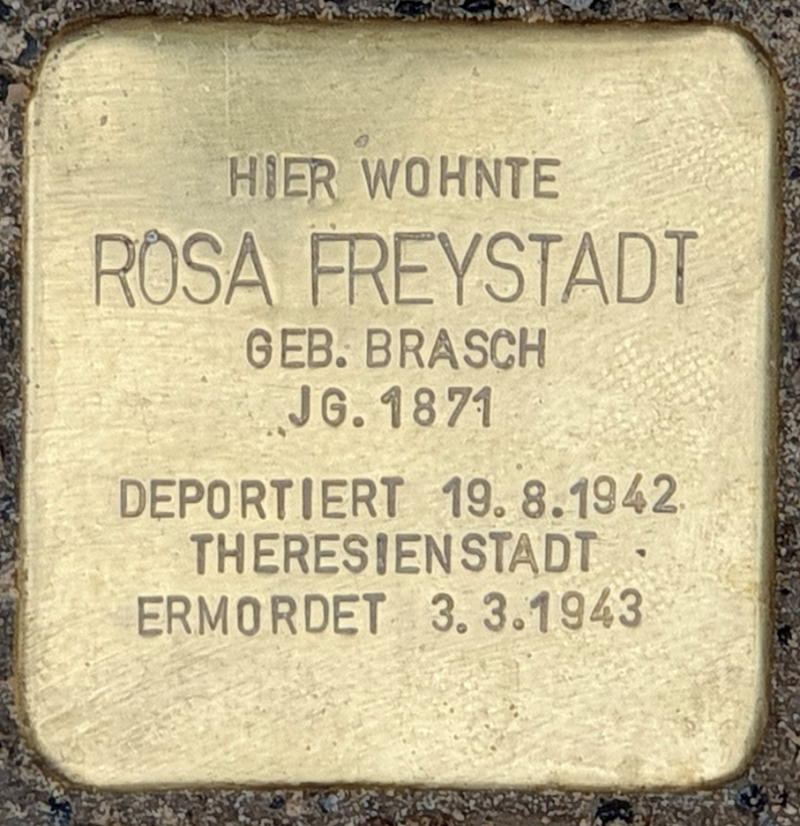 HIER WOHNTE
ROSA FREYSTADT
GEB. BRASCH
JG. 1871
DEPORTIERT 19.8.1942
THERESIENSTADT
ERMORDET 3.3.1943